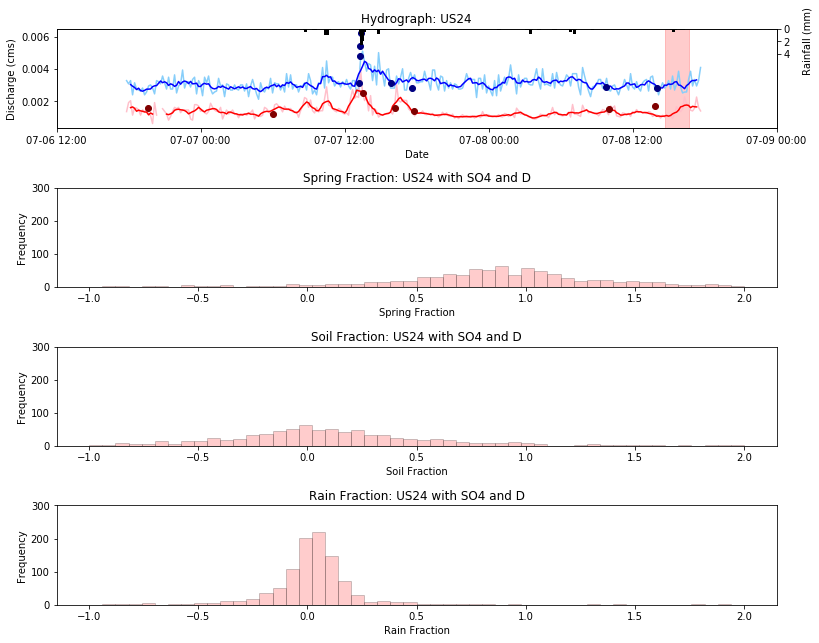 Hydrograph: US24
0.006
0.004
0.002
Discharge (cms)
0
2
4
Rainfall (mm)
07-06 12:00 07-07 00:00 07-07 12:00 07-08 00:00 07-08 12:00 07-09 00:00
Date
Spring Fraction: US24 with SO4 and D
300
200
100
0
Frequency
−1.0 −0.5 0.0 0.5 1.0 1.5 2.0
Spring Fraction
Soil Fraction: US24 with SO4 and D
300
200
100
0
Frequency
−1.0 −0.5 0.0 0.5 1.0 1.5 2.0
Soil Fraction
Rain Fraction: US24 with SO4 and D
300
200
100
0
Frequency
−1.0 −0.5 0.0 0.5 1.0 1.5 2.0
Rain Fraction